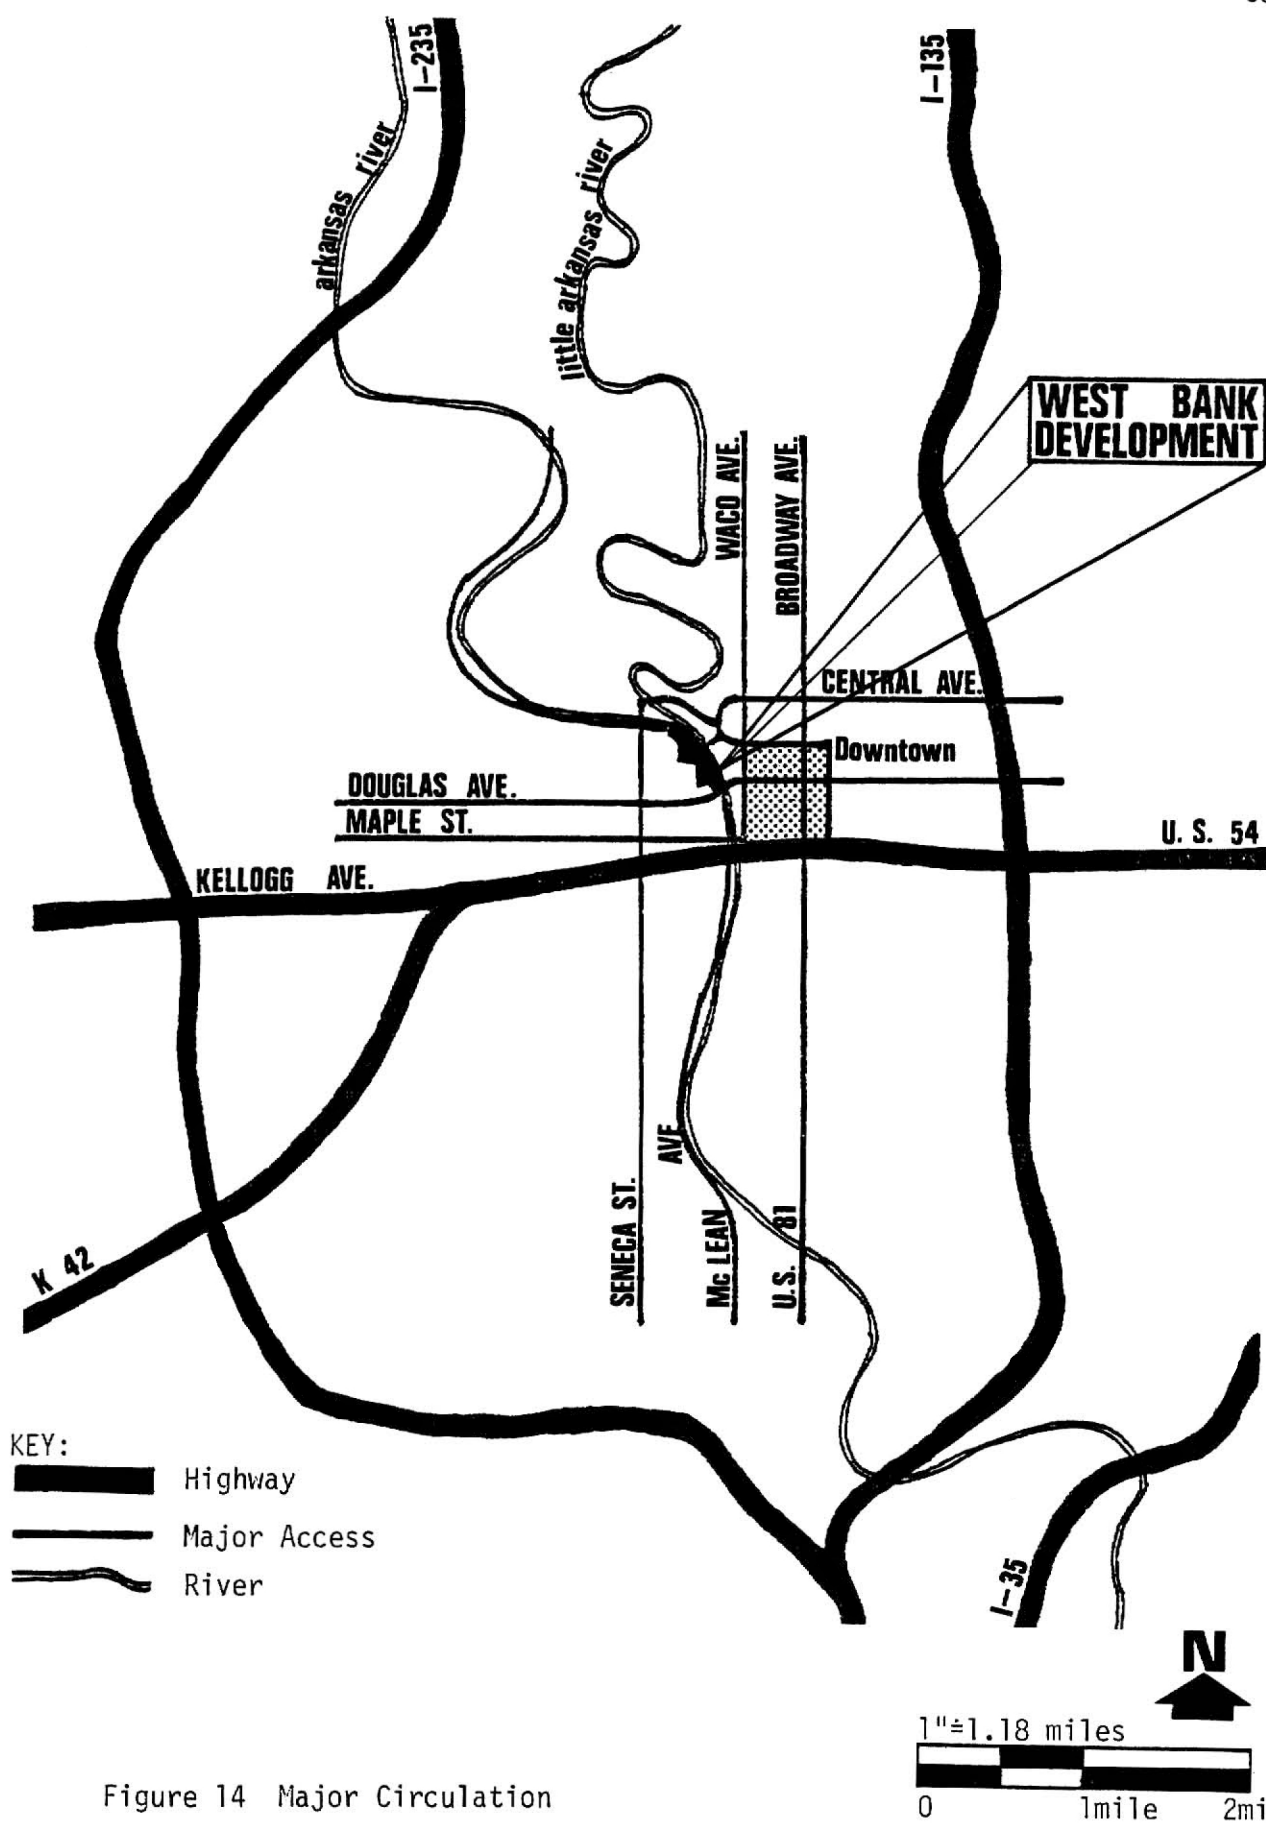 I-235
I-135
arkansas river
little arkansas river
WEST BANK
DEVELOPMENT
WACO AVE.
BROADWAY AVE.
CENTRAL AVE.
Downtown
DOUGLAS AVE.
MAPLE ST.
U. S. 54
KELLOGG AVE.
K 42
SENECA ST.
Mc LEAN AVE
U.S. 81
I-35
KEY:
Highway
Major Access
River
N
1"≐1.18 miles
0 1mile 2mi
Figure 14 Major Circulation